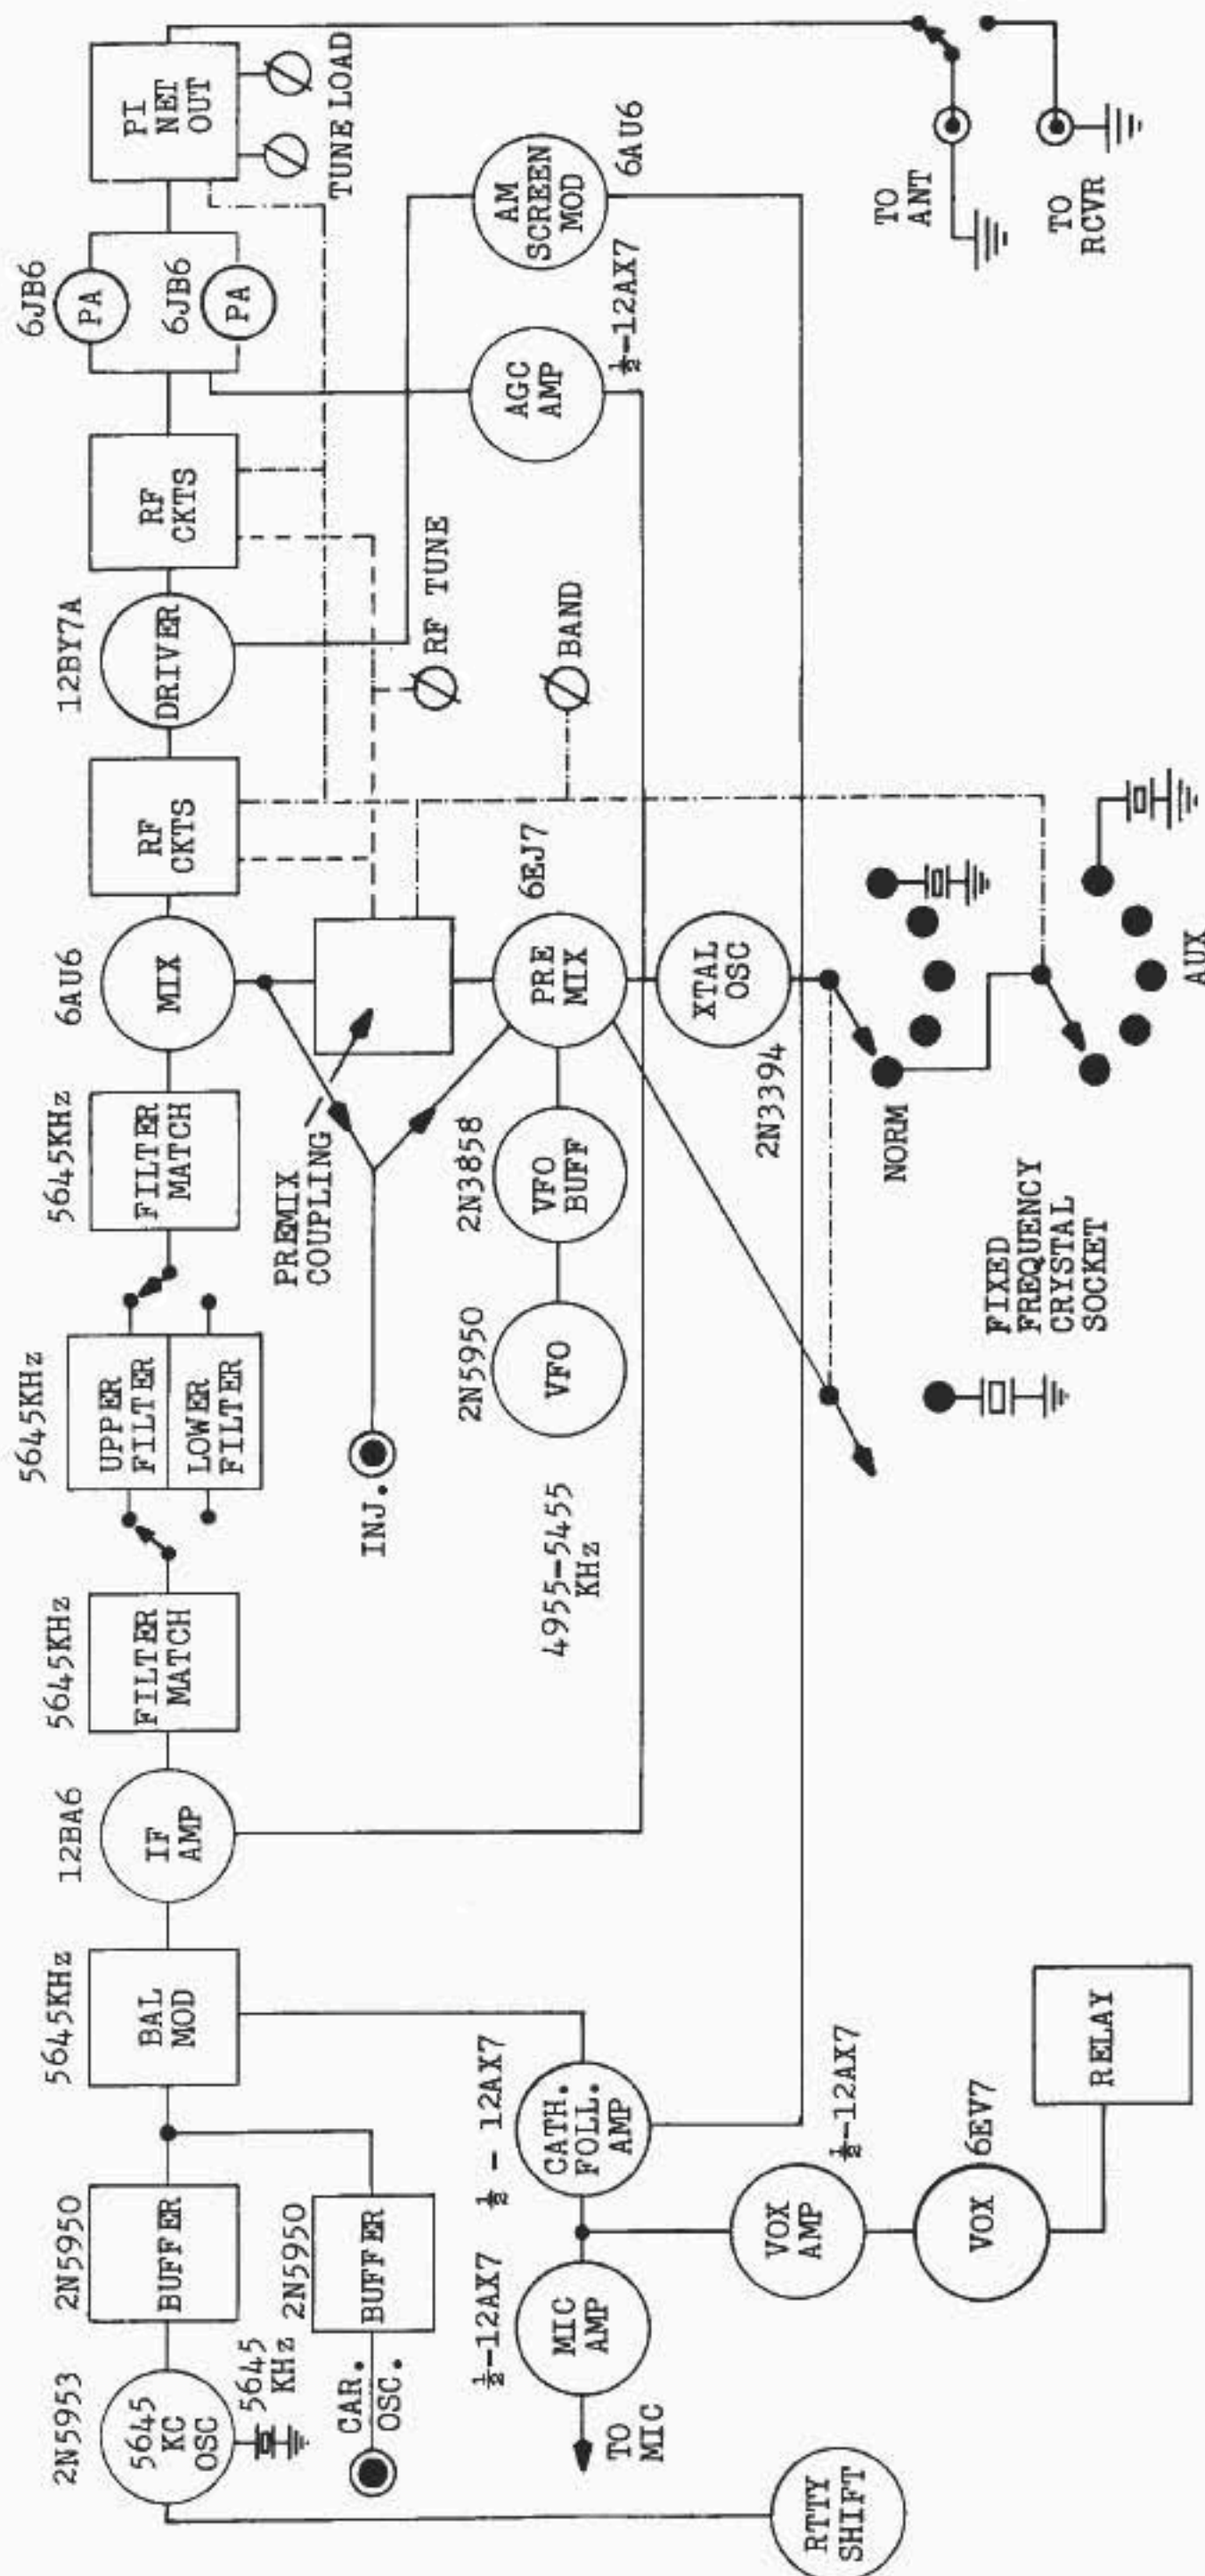 2N5953
5645
KC
OSC
5645
KHz
2N5950
BUFFER
5645KHz
BAL
MOD
12BA6
IF
AMP
5645KHz
FILTER
MATCH
5645KHz
UPPER
FILTER
LOWER
FILTER
5645KHz
FILTER
MATCH
6AU6
MIX
RF
CKTS
12BY7A
DRIVER
RF
CKTS
6JB6
PA
6JB6
PA
PI
NET
OUT
TUNE LOAD
CAR.
OSC.
2N5950
BUFFER
INJ.
PREMIX
COUPLING
RF TUNE
TO
MIC
½-12AX7
MIC
AMP
½ - 12AX7
CATH.
FOLL.
AMP
4955-5455
KHz
2N5950
VFO
2N3858
VFO
BUFF
6EJ7
PRE
MIX
BAND
AGC
AMP
½-12AX7
AM
SCREEN
MOD
6AU6
RTTY
SHIFT
VOX
AMP
½-12AX7
VOX
6EV7
RELAY
2N3394
XTAL
OSC
NORM
FIXED
FREQUENCY
CRYSTAL
SOCKET
AUX
TO
ANT
TO
RCVR